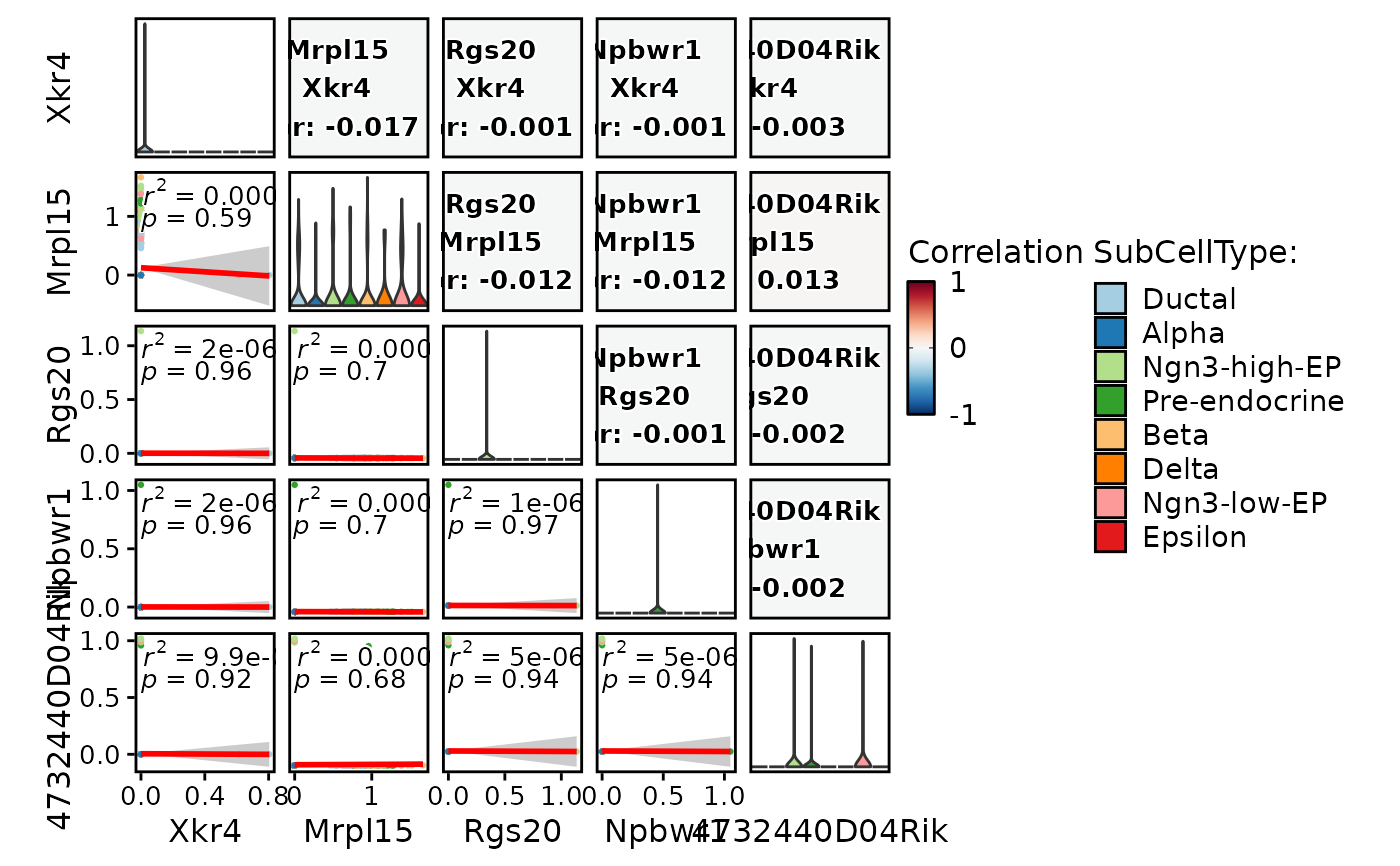 Xkr4
Mrpl15
Xkr4
r: -0.017
Rgs20
Xkr4
r: -0.001
Npbwr1
Xkr4
r: -0.001
40D04Rik
kr4
-0.003
Mrpl15
1
0
r² = 0.000
p = 0.59
Rgs20
Mrpl15
r: -0.012
Npbwr1
Mrpl15
r: -0.012
40D04Rik
pl15
0.013
Rgs20
1.0
0.5
0.0
r² = 2e-06
p = 0.96
r² = 0.000
p = 0.7
Npbwr1
Rgs20
r: -0.001
40D04Rik
gs20
-0.002
Npbwr1
1.0
0.5
0.0
r² = 2e-06
p = 0.96
r² = 0.000
p = 0.7
r² = 1e-06
p = 0.97
40D04Rik
bwr1
-0.002
4732440D04Rik
1.0
0.5
0.0
r² = 9.9e-
p = 0.92
r² = 0.000
p = 0.68
r² = 5e-06
p = 0.94
r² = 5e-06
p = 0.94
0.0 0.4 0.8
0 1
0.0 0.5 1.0
0.0 0.5 1.0
Xkr4
Mrpl15
Rgs20
Npbwr1
4732440D04Rik
Correlation
1
0
-1
SubCellType:
Ductal
Alpha
Ngn3-high-EP
Pre-endocrine
Beta
Delta
Ngn3-low-EP
Epsilon